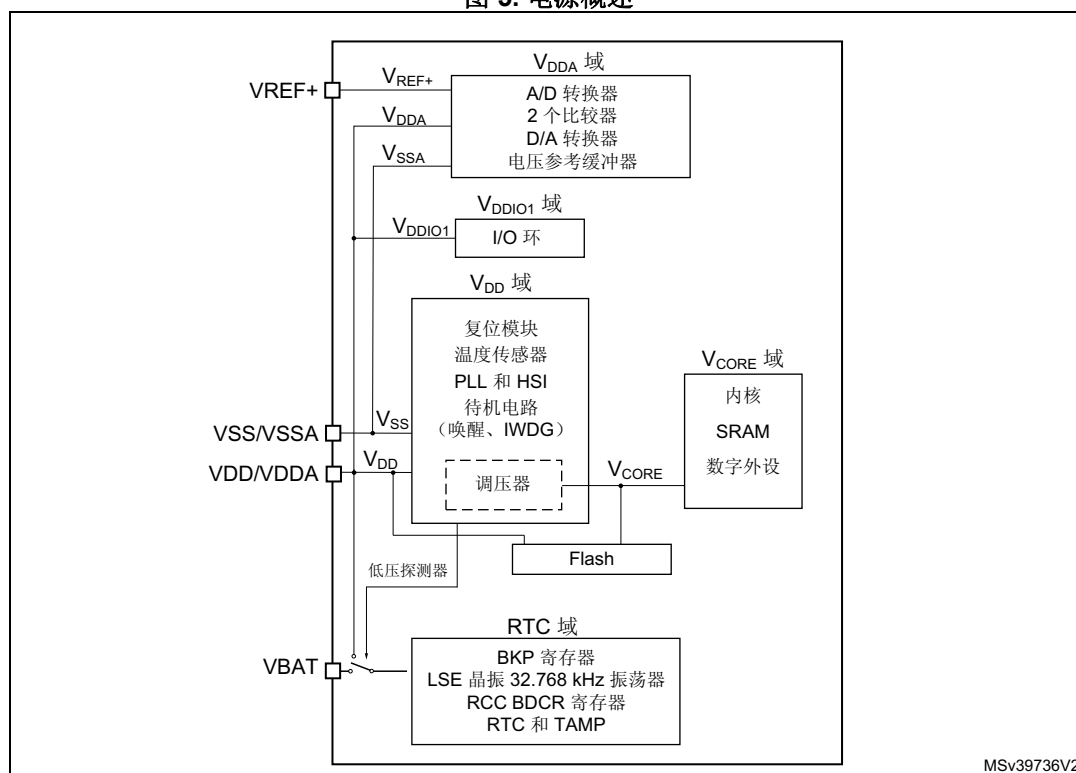 图 5. 电源概述
VREF+
VREF+
VDDA
VSSA
VDDA 域
A/D 转换器
2 个比较器
D/A 转换器
电压参考缓冲器
VDDIO1 域
VDDIO1
I/O 环
VDD 域
复位模块
温度传感器
PLL 和 HSI
待机电路
（唤醒、IWDG）
调压器
VSS/VSSA
VSS
VDD/VDDA
VDD
VCORE
VCORE 域
内核
SRAM
数字外设
Flash
低压探测器
VBAT
RTC 域
BKP 寄存器
LSE 晶振 32.768 kHz 振荡器
RCC BDCR 寄存器
RTC 和 TAMP
MSv39736V2